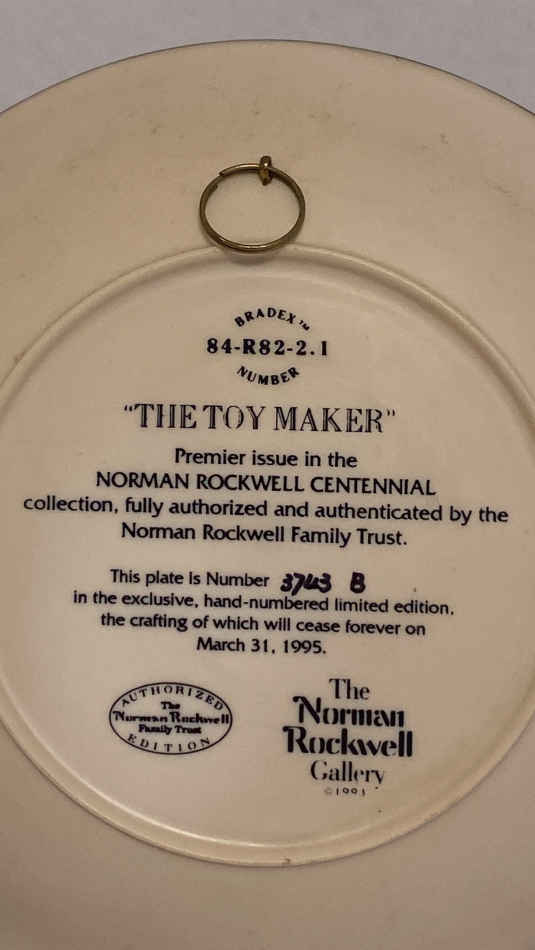 BRADEX™
84-R82-2.1
NUMBER
"THE TOY MAKER"
Premier issue in the
NORMAN ROCKWELL CENTENNIAL
collection, fully authorized and authenticated by the
Norman Rockwell Family Trust.
This plate is Number 3743 B
in the exclusive, hand-numbered limited edition,
the crafting of which will cease forever on
March 31, 1995.
AUTHORIZED
The
Norman Rockwell
Family Trust
EDITION
The
Norman
Rockwell
Gallery
©1993